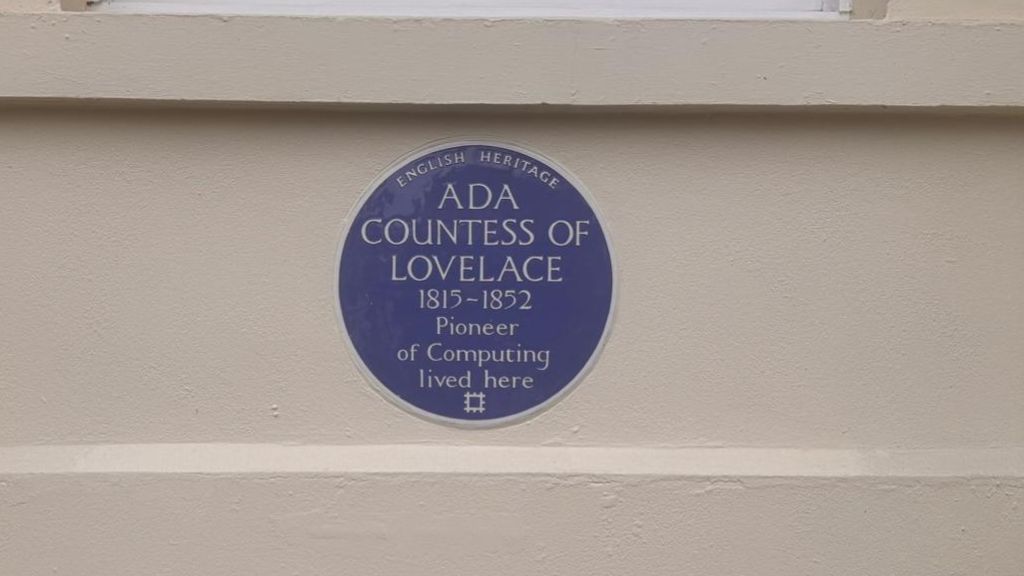 ENGLISH HERITAGE
ADA
COUNTESS OF
LOVELACE
1815-1852
Pioneer
of Computing
lived here